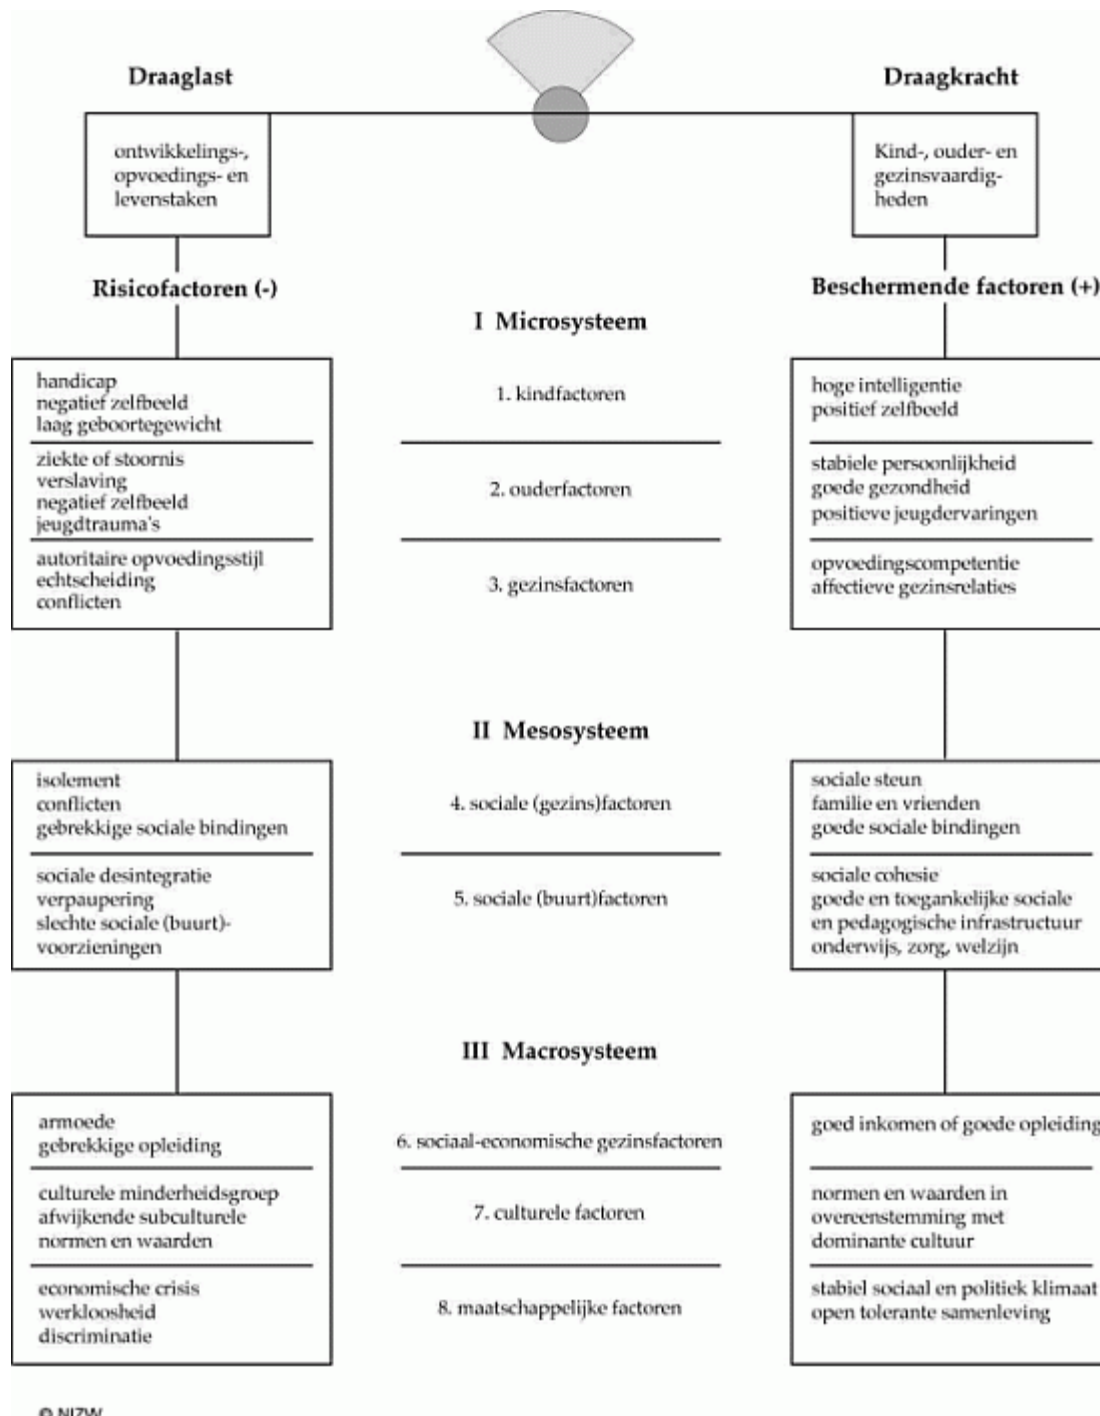 Draaglast
Draagkracht
ontwikkelings-,
opvoedings- en
levenstaken
Kind-, ouder- en
gezinsvaardig-
heden
Risicofactoren (-)
Beschermende factoren (+)
I Microsysteem
handicap
negatief zelfbeeld
laag geboortegewicht
1. kindfactoren
hoge intelligentie
positief zelfbeeld
ziekte of stoornis
verslaving
negatief zelfbeeld
jeugdtrauma's
2. ouderfactoren
stabiele persoonlijkheid
goede gezondheid
positieve jeugdervaringen
autoritaire opvoedingsstijl
echtscheiding
conflicten
3. gezinsfactoren
opvoedingscompetentie
affectieve gezinsrelaties
II Mesosysteem
isolement
conflicten
gebrekkige sociale bindingen
4. sociale (gezins)factoren
sociale steun
familie en vrienden
goede sociale bindingen
sociale desintegratie
verpaupering
slechte sociale (buurt)-
voorzieningen
5. sociale (buurt)factoren
sociale cohesie
goede en toegankelijke sociale
en pedagogische infrastructuur
onderwijs, zorg, welzijn
III Macrosysteem
armoede
gebrekkige opleiding
6. sociaal-economische gezinsfactoren
goed inkomen of goede opleiding
culturele minderheidsgroep
afwijkende subculturele
normen en waarden
7. culturele factoren
normen en waarden in
overeenstemming met
dominante cultuur
economische crisis
werkloosheid
discriminatie
8. maatschappelijke factoren
stabiel sociaal en politiek klimaat
open tolerante samenleving
© NIZW